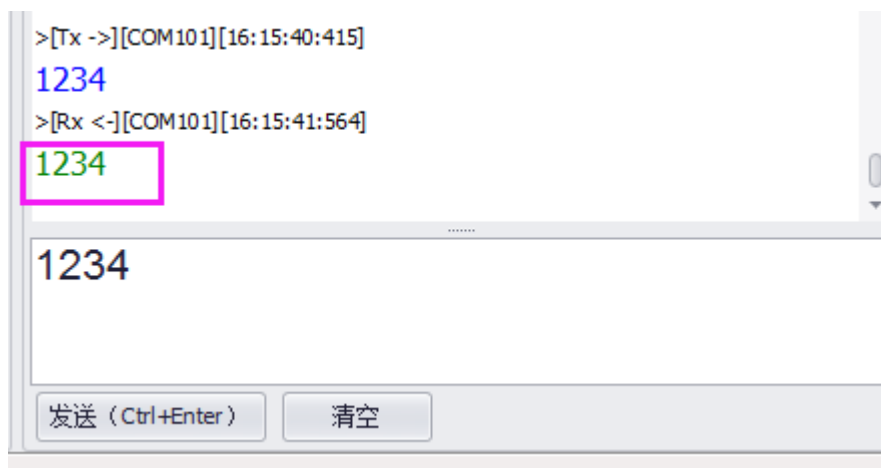 >[Tx ->][COM101][16:15:40:415]
1234
>[Rx <-][COM101][16:15:41:564]
1234
1234
发送（Ctrl+Enter）
清空